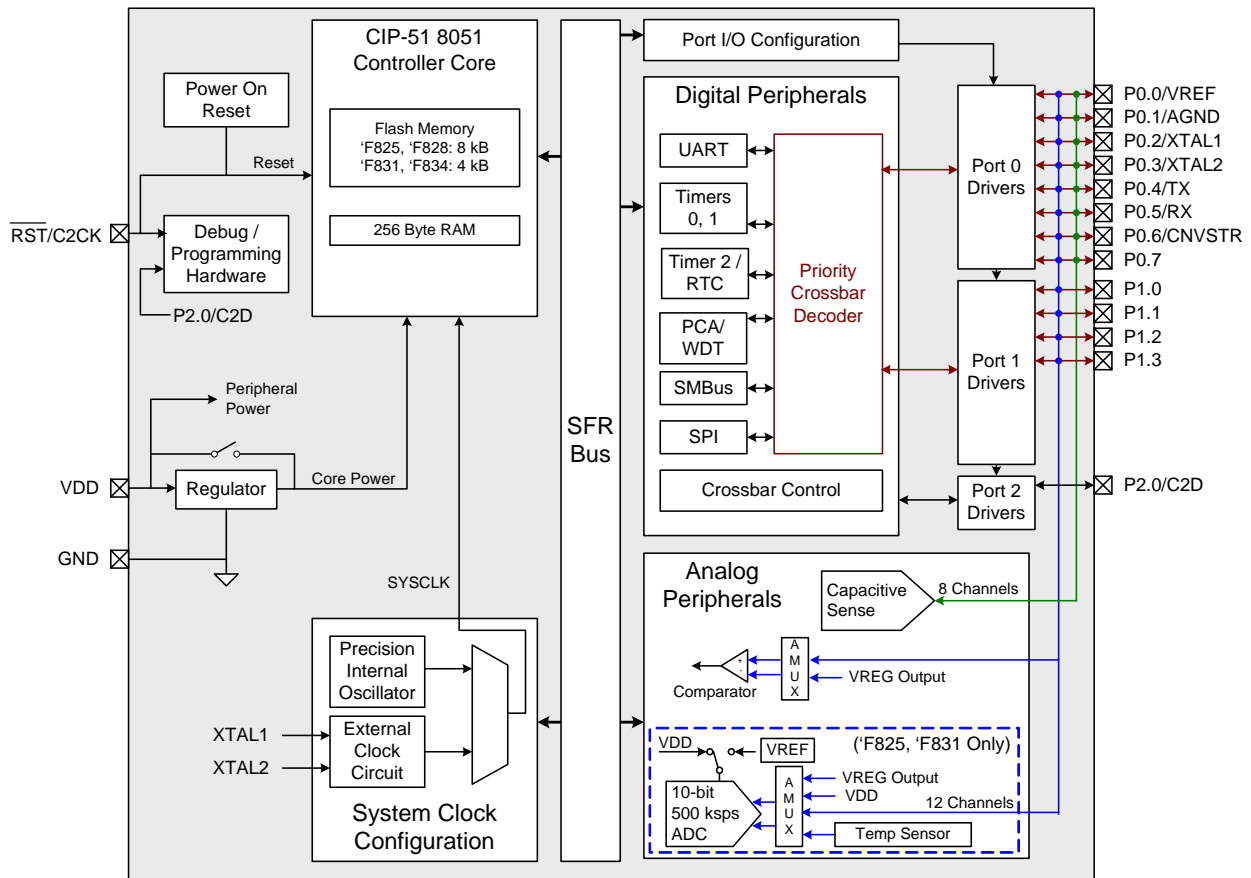 CIP-51 8051
Controller Core
Flash Memory
'F825, 'F828: 8 kB
'F831, 'F834: 4 kB
256 Byte RAM
Power On
Reset
Reset
RST/C2CK
Debug /
Programming
Hardware
P2.0/C2D
Peripheral
Power
VDD
Regulator
Core Power
GND
SYSCLK
Precision
Internal
Oscillator
XTAL1
XTAL2
External
Clock
Circuit
System Clock
Configuration
SFR
Bus
Port I/O Configuration
Digital Peripherals
UART
Timers
0, 1
Timer 2 /
RTC
PCA/
WDT
SMBus
SPI
Priority
Crossbar
Decoder
Crossbar Control
Port 0
Drivers
Port 1
Drivers
Port 2
Drivers
P0.0/VREF
P0.1/AGND
P0.2/XTAL1
P0.3/XTAL2
P0.4/TX
P0.5/RX
P0.6/CNVSTR
P0.7
P1.0
P1.1
P1.2
P1.3
P2.0/C2D
Analog
Peripherals
Capacitive
Sense
8 Channels
+
-
Comparator
A
M
U
X
VREG Output
('F825, 'F831 Only)
VDD
VREF
10-bit
500 ksps
ADC
A
M
U
X
VREG Output
VDD
12 Channels
Temp Sensor